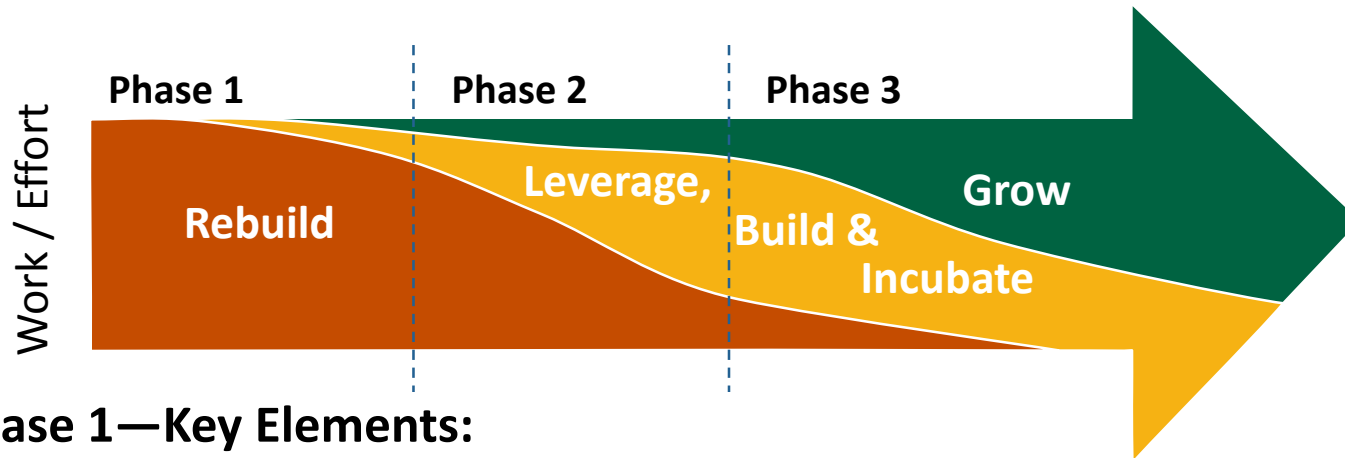 Phase 1
Phase 2
Phase 3
Work / Effort
Rebuild
Leverage,
Build &
Incubate
Grow
ase 1—Key Elements: